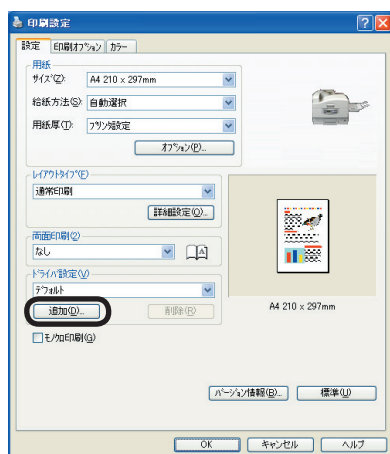 印刷設定
設定 印刷オプション カラー
用紙
サイズ(Z): A4 210 x 297mm
給紙方法(S): 自動選択
用紙厚(T): プリンタ設定
オプション(P)...
レイアウトタイプ(E)
通常印刷
詳細設定(O)...
両面印刷(2)
なし
A
ドライバ設定(V)
デフォルト
追加(D)...
削除(R)
A4 210 x 297mm
モノクロ印刷(G)
バージョン情報(B)...
標準(U)
OK
キャンセル
ヘルプ